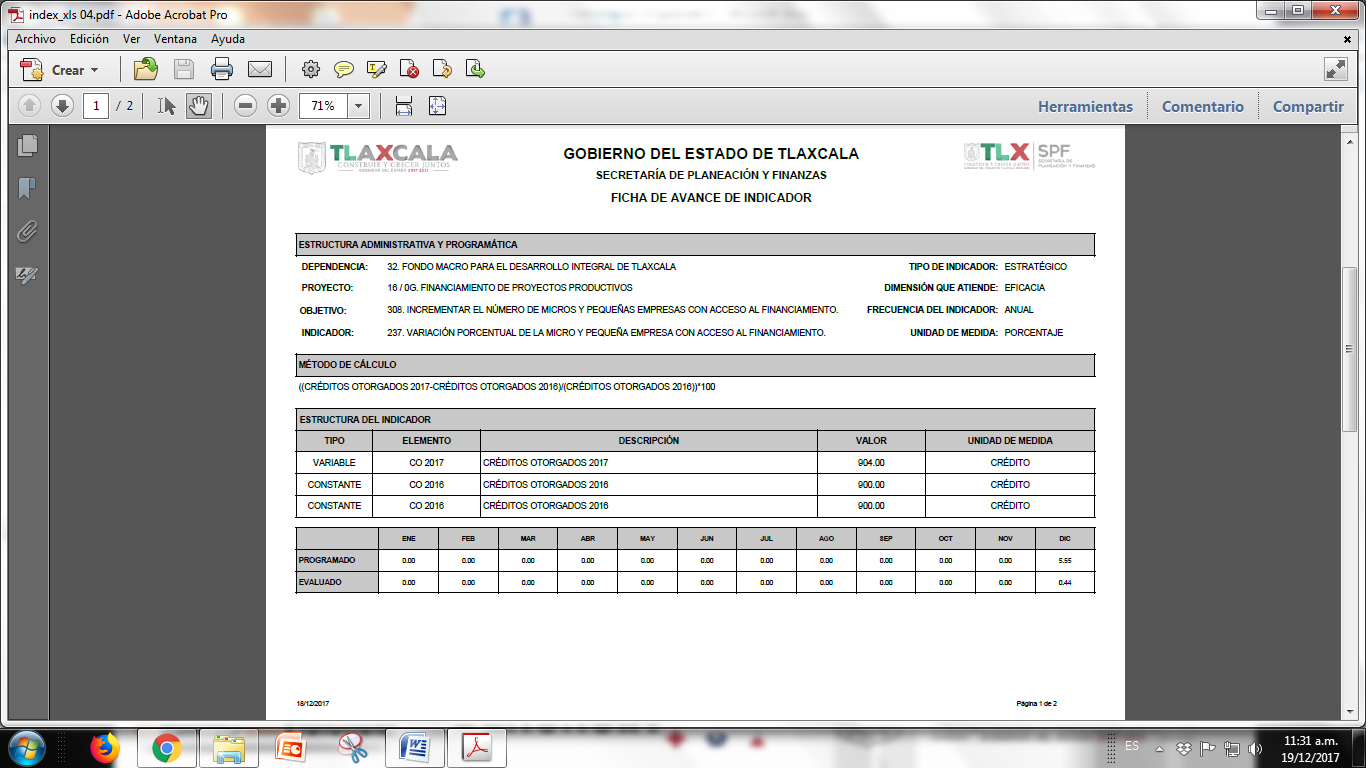 index_xls 04.pdf - Adobe Acrobat Pro
Archivo Edición Ver Ventana Ayuda
Crear
1 / 2 71% Herramientas Comentario Compartir
TLAXCALA
CONSTRUIR Y CRECER JUNTOS
GOBIERNO DEL ESTADO 2017-2021
GOBIERNO DEL ESTADO DE TLAXCALA
SECRETARÍA DE PLANEACIÓN Y FINANZAS
FICHA DE AVANCE DE INDICADOR
TLX SPF
CONSTRUIR Y CRECER JUNTOS
SECRETARÍA DE
PLANEACIÓN Y FINANZAS
ESTRUCTURA ADMINISTRATIVA Y PROGRAMÁTICA
DEPENDENCIA: 32. FONDO MACRO PARA EL DESARROLLO INTEGRAL DE TLAXCALA TIPO DE INDICADOR: ESTRATÉGICO
PROYECTO: 16 / 0G. FINANCIAMIENTO DE PROYECTOS PRODUCTIVOS DIMENSIÓN QUE ATIENDE: EFICACIA
OBJETIVO: 308. INCREMENTAR EL NÚMERO DE MICROS Y PEQUEÑAS EMPRESAS CON ACCESO AL FINANCIAMIENTO. FRECUENCIA DEL INDICADOR: ANUAL
INDICADOR: 237. VARIACIÓN PORCENTUAL DE LA MICRO Y PEQUEÑA EMPRESA CON ACCESO AL FINANCIAMIENTO. UNIDAD DE MEDIDA: PORCENTAJE
MÉTODO DE CÁLCULO
((CRÉDITOS OTORGADOS 2017-CRÉDITOS OTORGADOS 2016)/(CRÉDITOS OTORGADOS 2016))*100
ESTRUCTURA DEL INDICADOR
TIPO ELEMENTO DESCRIPCIÓN VALOR UNIDAD DE MEDIDA
VARIABLE CO 2017 CRÉDITOS OTORGADOS 2017 904.00 CRÉDITO
CONSTANTE CO 2016 CRÉDITOS OTORGADOS 2016 900.00 CRÉDITO
CONSTANTE CO 2016 CRÉDITOS OTORGADOS 2016 900.00 CRÉDITO
ENE FEB MAR ABR MAY JUN JUL AGO SEP OCT NOV DIC
PROGRAMADO 0.00 0.00 0.00 0.00 0.00 0.00 0.00 0.00 0.00 0.00 0.00 5.55
EVALUADO 0.00 0.00 0.00 0.00 0.00 0.00 0.00 0.00 0.00 0.00 0.00 0.44
18/12/2017 Página 1 de 2
ES 11:31 a.m.
19/12/2017